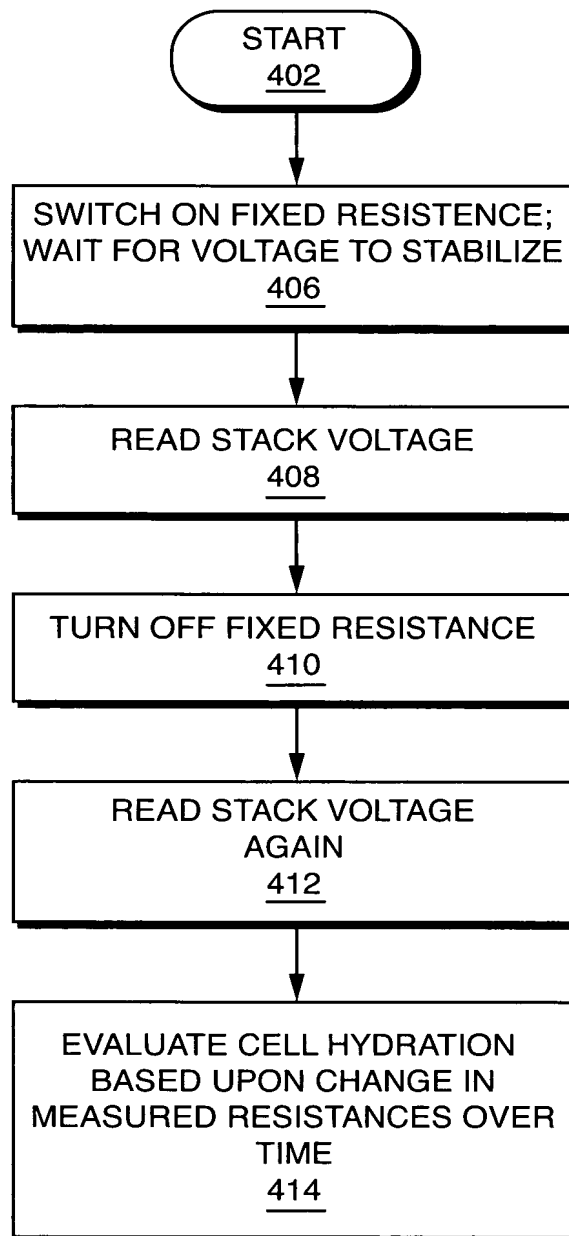 START
402
SWITCH ON FIXED RESISTENCE;
WAIT FOR VOLTAGE TO STABILIZE
406
READ STACK VOLTAGE
408
TURN OFF FIXED RESISTANCE
410
READ STACK VOLTAGE
AGAIN
412
EVALUATE CELL HYDRATION
BASED UPON CHANGE IN
MEASURED RESISTANCES OVER
TIME
414